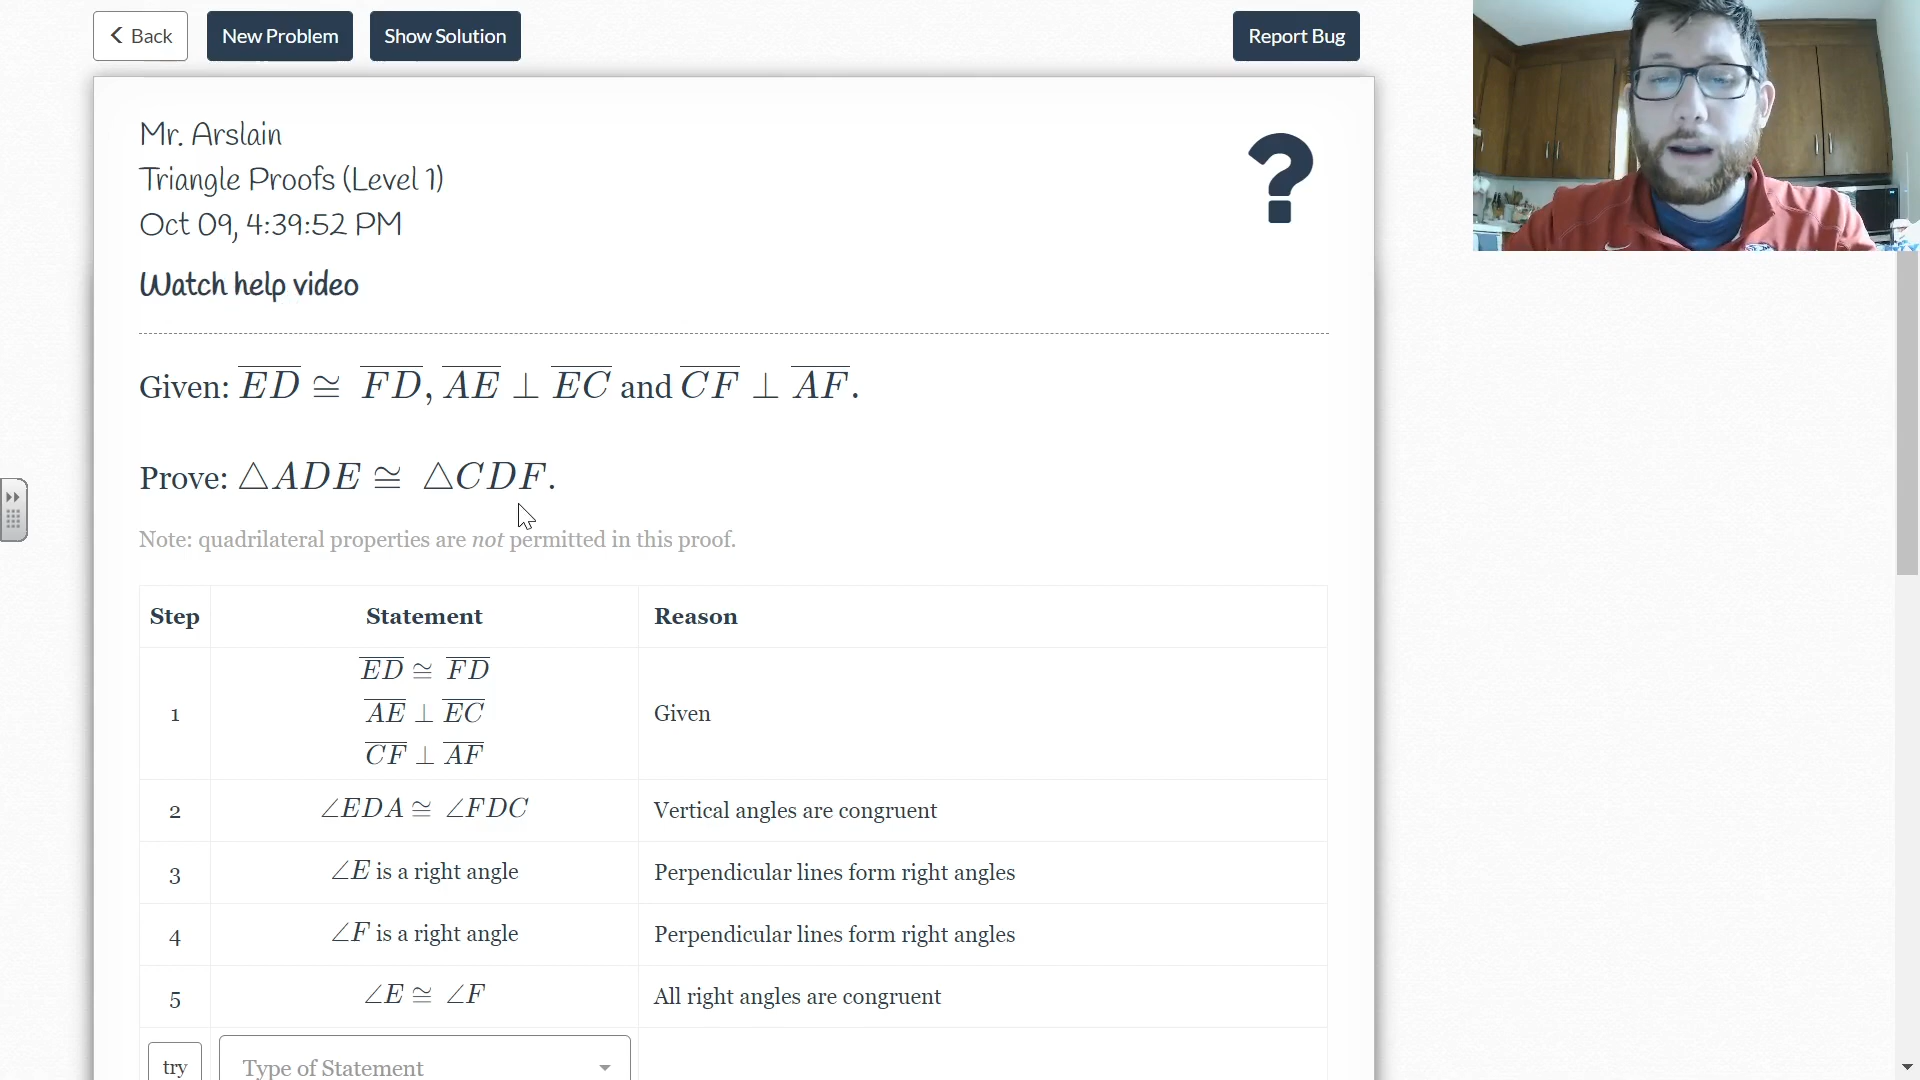 Back New Problem Show Solution Report Bug
Mr. Arslain
Triangle Proofs (Level 1)
Oct 09, 4:39:52 PM
Watch help video
Given: ED ≅ FD, AE ⊥ EC and CF ⊥ AF.
Prove: △ADE ≅ △CDF.
Note: quadrilateral properties are not permitted in this proof.
Step Statement Reason
1 ED ≅ FD
AE ⊥ EC
CF ⊥ AF
Given
2 ∠EDA ≅ ∠FDC Vertical angles are congruent
3 ∠E is a right angle Perpendicular lines form right angles
4 ∠F is a right angle Perpendicular lines form right angles
5 ∠E ≅ ∠F All right angles are congruent
try Type of Statement